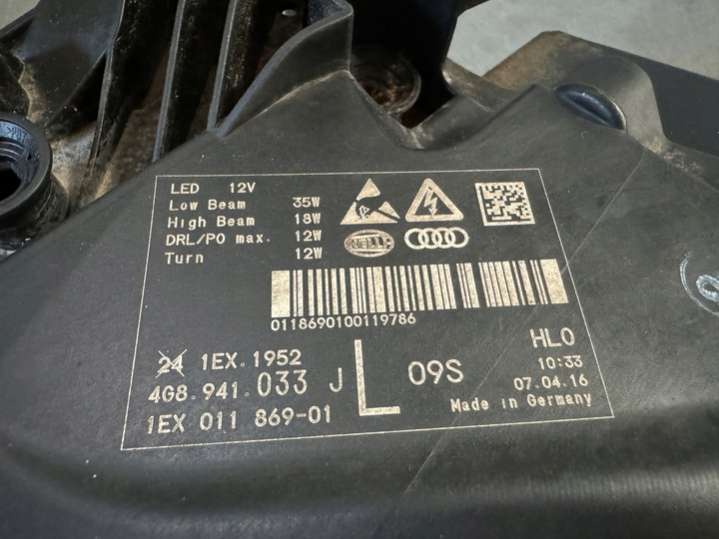 LED 12V
Low Beam 35W
High Beam 18W
DRL/PO max. 12W
Turn 12W
HELLA
0118690100119786
24 1EX.1952
4G8.941.033 J
1EX 011 869-01
L
09S
HLO
10:33
07.04.16
Made in Germany